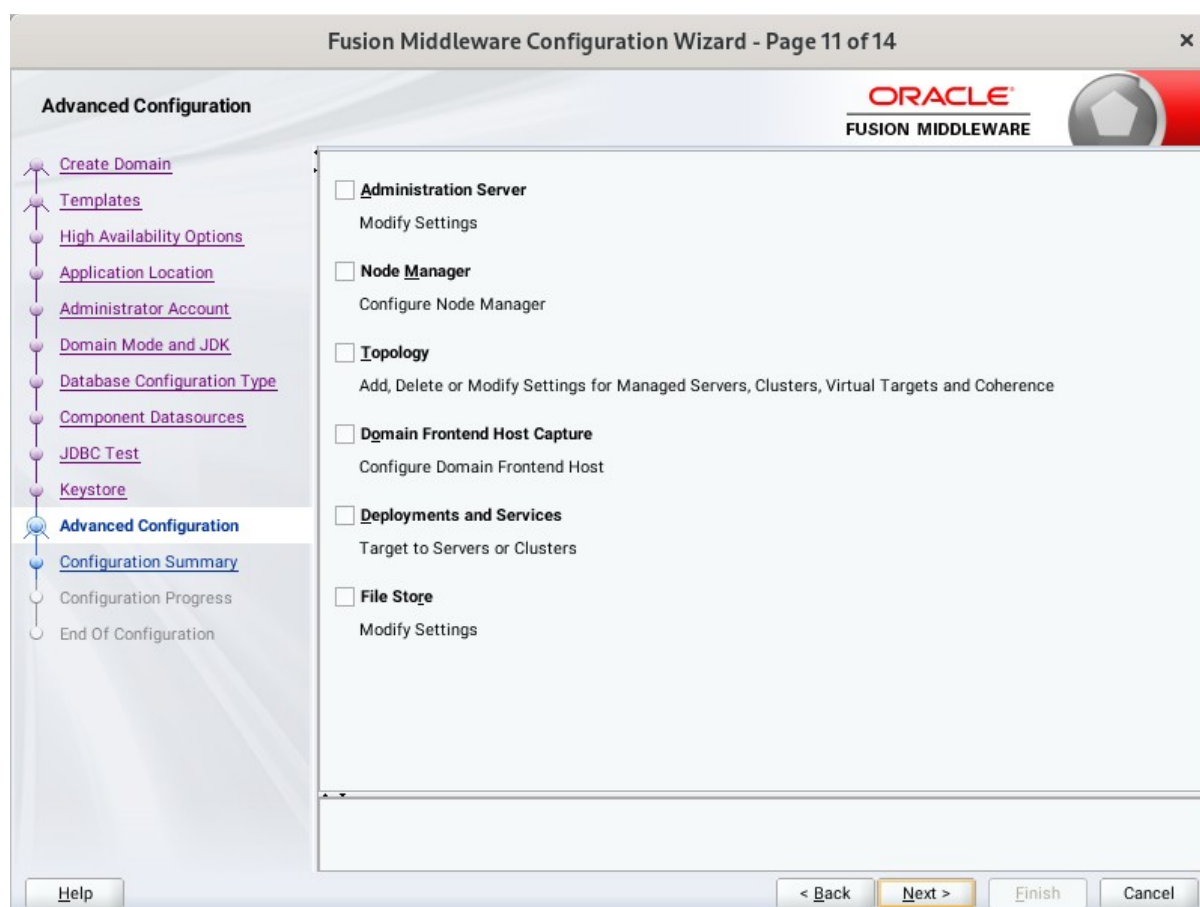 Fusion Middleware Configuration Wizard - Page 11 of 14
×
Advanced Configuration
ORACLE
FUSION MIDDLEWARE
Create Domain
Templates
High Availability Options
Application Location
Administrator Account
Domain Mode and JDK
Database Configuration Type
Component Datasources
JDBC Test
Keystore
Advanced Configuration
Configuration Summary
Configuration Progress
End Of Configuration
Administration Server
Modify Settings
Node Manager
Configure Node Manager
Topology
Add, Delete or Modify Settings for Managed Servers, Clusters, Virtual Targets and Coherence
Domain Frontend Host Capture
Configure Domain Frontend Host
Deployments and Services
Target to Servers or Clusters
File Store
Modify Settings
Help
< Back
Next >
Finish
Cancel